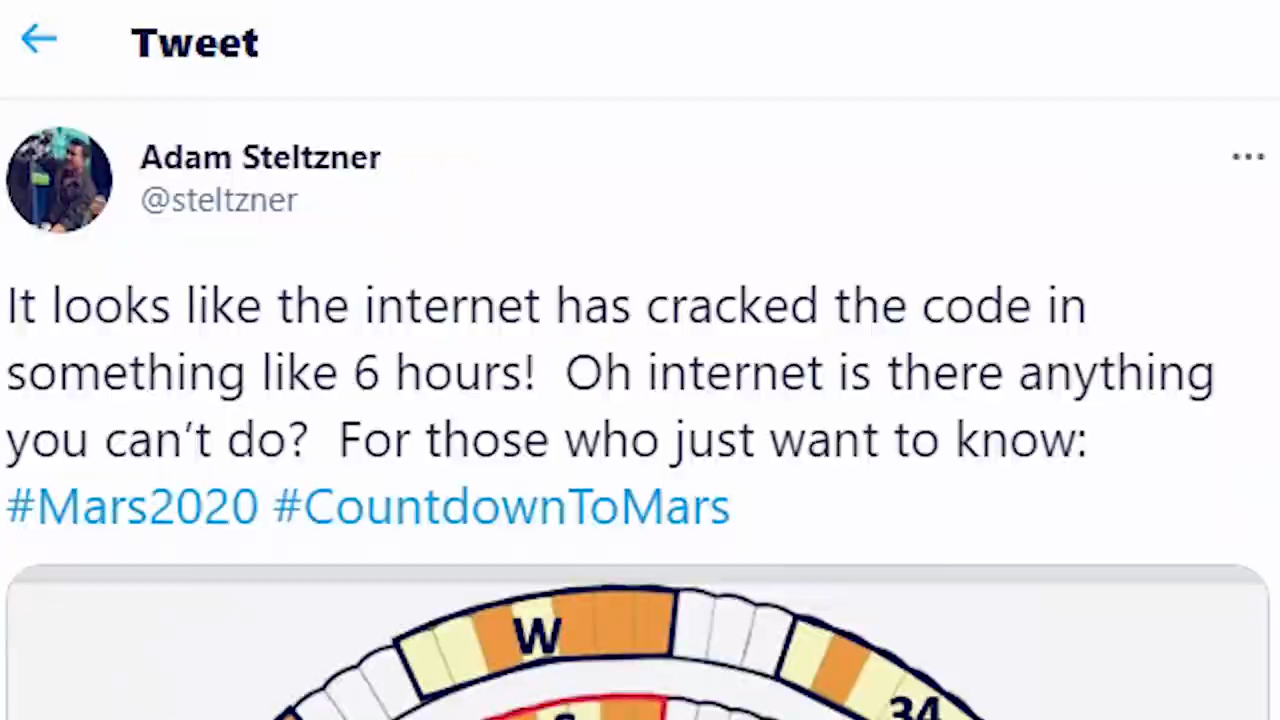 Tweet
Adam Steltzner
@steltzner
It looks like the internet has cracked the code in
something like 6 hours!  Oh internet is there anything
you can’t do?  For those who just want to know:
#Mars2020 #CountdownToMars
W
34
S